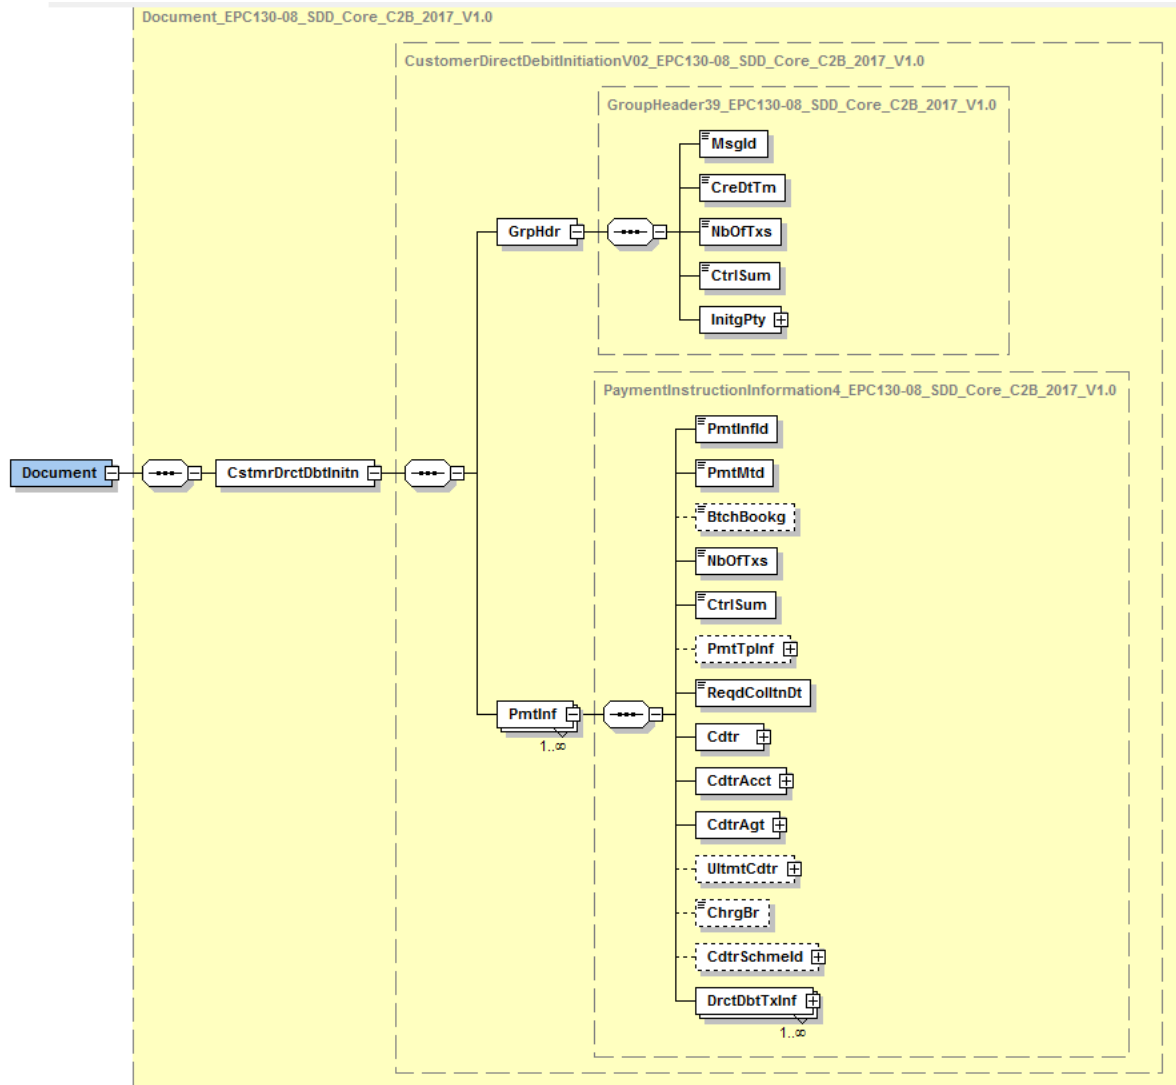 Document_EPC130-08_SDD_Core_C2B_2017_V1.0
CustomerDirectDebitInitiationV02_EPC130-08_SDD_Core_C2B_2017_V1.0
GroupHeader39_EPC130-08_SDD_Core_C2B_2017_V1.0
MsgId
CreDtTm
GrpHdr
NbOfTxs
CtrlSum
InitgPty
PaymentInstructionInformation4_EPC130-08_SDD_Core_C2B_2017_V1.0
PmtInfId
Document
CstmrDrctDbtInitn
PmtMtd
BtchBookg
NbOfTxs
CtrlSum
PmtTpInf
ReqdColltnDt
PmtInf
1..∞
Cdtr
CdtrAcct
CdtrAgt
UltmtCdtr
ChrgBr
CdtrSchmeId
DrctDbtTxInf
1..∞